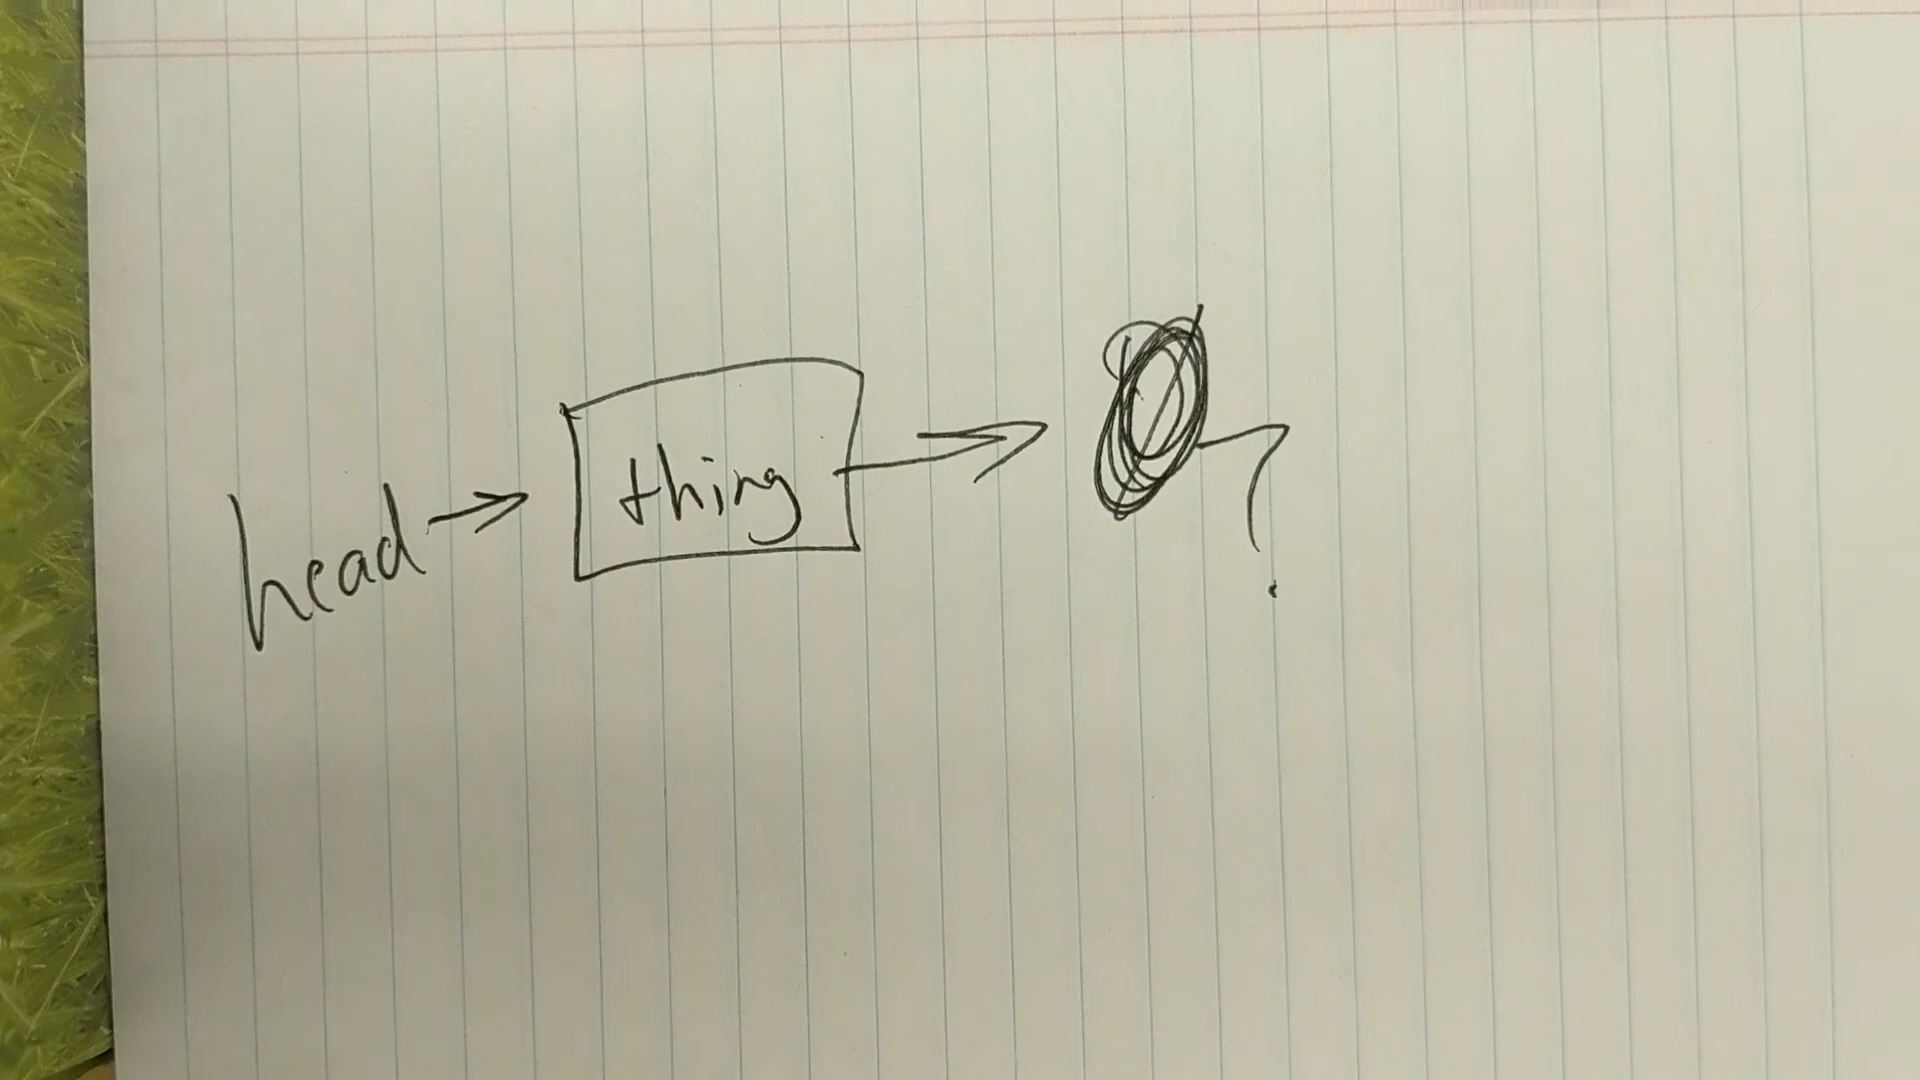 head → thing → ?